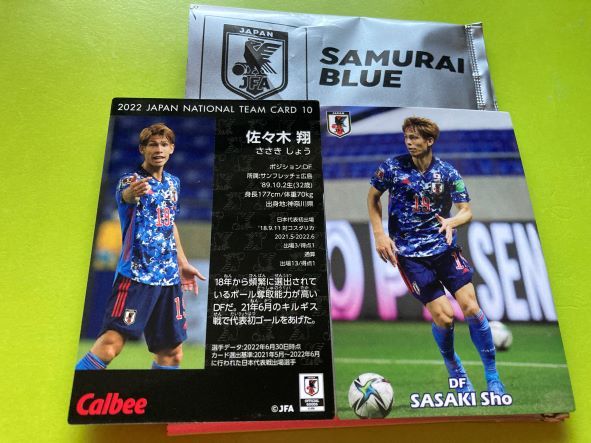 JAPAN
JFA
SAMURAI
BLUE
2022 JAPAN NATIONAL TEAM CARD 10
佐々木 翔
ささき しょう
ポジション:DF
所属:サンフレッチェ広島
'89.10.2生(32歳)
身長177cm/体重70kg
出身地:神奈川県
日本代表初出場
'18.9.11 対コスタリカ
2021.5-2022.6
出場3/得点1
通算
出場13/得点1
18年から頻繁に選出されて
いるボール奪取能力が高い
DFだ。21年6月のキルギス
戦で代表初ゴールをあげた。
選手データ:2022年6月30日時点
カード選出基準:2021年5月~2022年6月
に行われた日本代表戦出場選手
Calbee
©JFA
OFFICIAL
GOODS
DF
SASAKI Sho